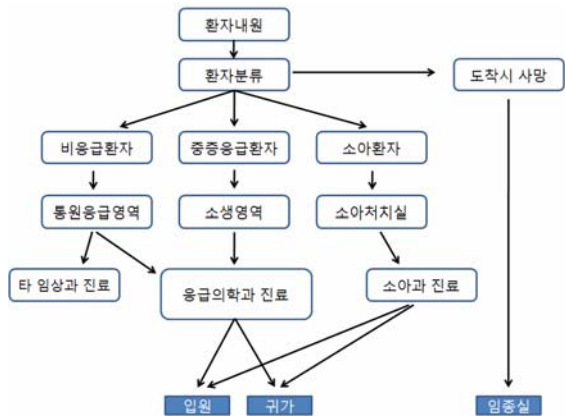 환자내원
환자분류
도착시 사망
비응급환자
중증응급환자
소아환자
통원응급영역
소생영역
소아처치실
타 임상과 진료
응급의학과 진료
소아과 진료
입원
귀가
임종실